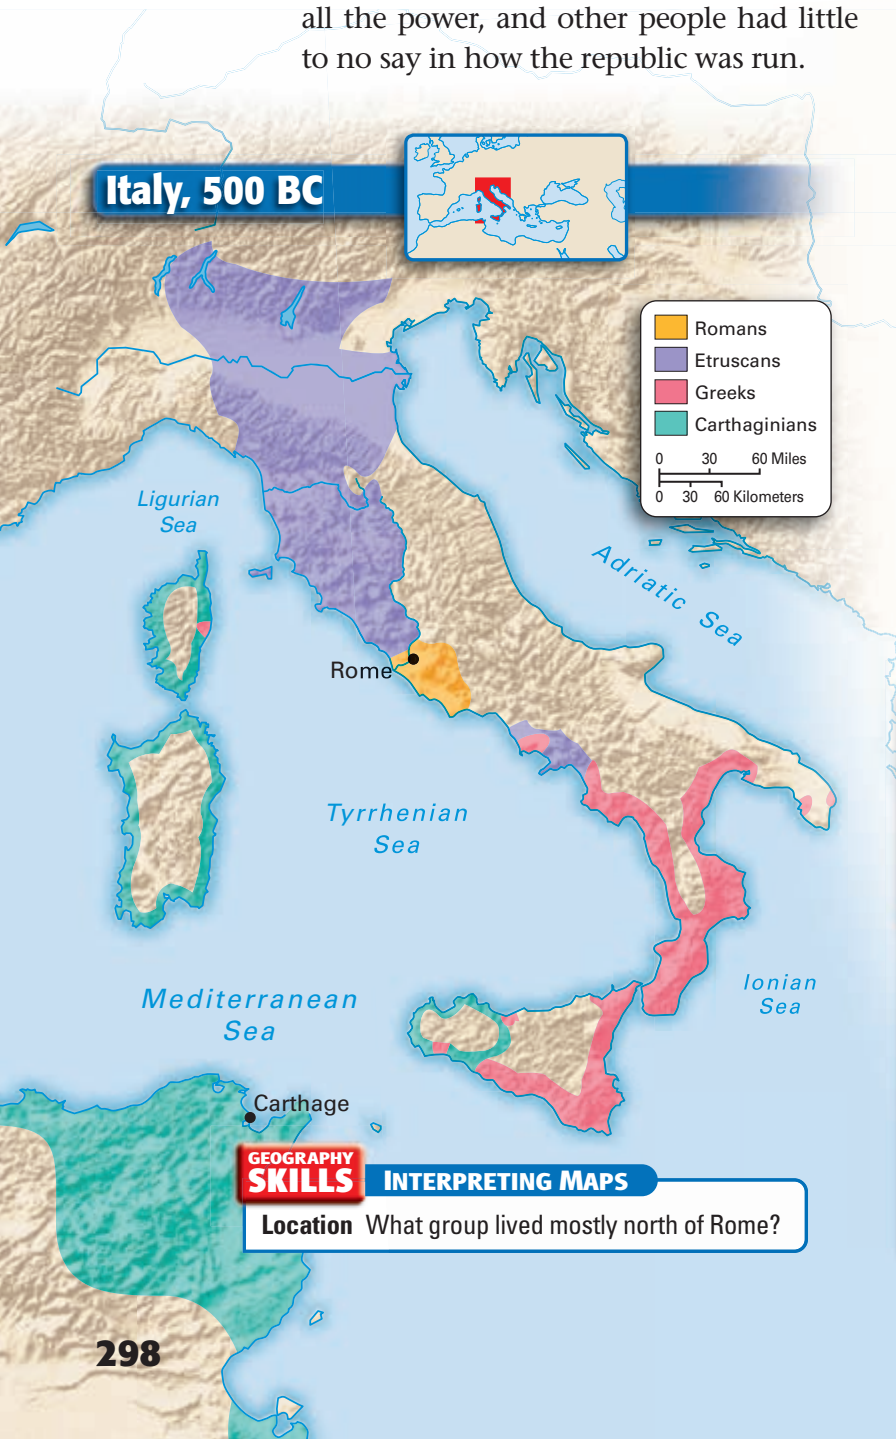 all the power, and other people had little
to no say in how the republic was run.
Italy, 500 BC
Romans
Etruscans
Greeks
Carthaginians
0 30 60 Miles
0 30 60 Kilometers
Ligurian
Sea
Adriatic Sea
Rome
Tyrrhenian
Sea
Mediterranean
Sea
Ionian
Sea
Carthage
GEOGRAPHY
SKILLS
INTERPRETING MAPS
Location What group lived mostly north of Rome?
298